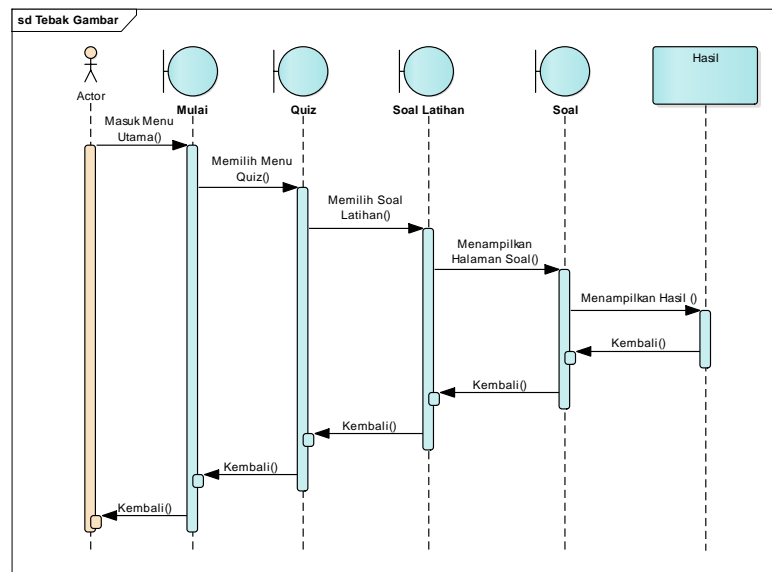 sd Tebak Gambar
Actor
Mulai
Quiz
Soal Latihan
Soal
Hasil
Masuk Menu
Utama()
Memilih Menu
Quiz()
Memilih Soal
Latihan()
Menampilkan
Halaman Soal()
Menampilkan Hasil ()
Kembali()
Kembali()
Kembali()
Kembali()
Kembali()